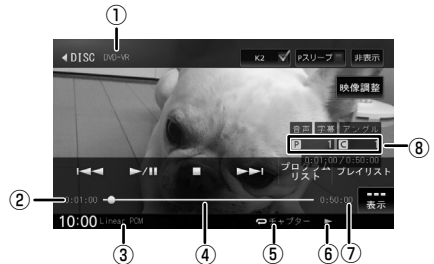 ①
◀DISC DVD-VR
K2 Pスリープ 非表示
映像調整
音声 字幕 アングル
P 1 C 1
⑧
0:01:00/0:50:00
プログラム
リスト
プレイリスト
② 0:01:00 0:50:00
表示
10:00 Linear PCM チャプター
③ ④ ⑤ ⑥ ⑦